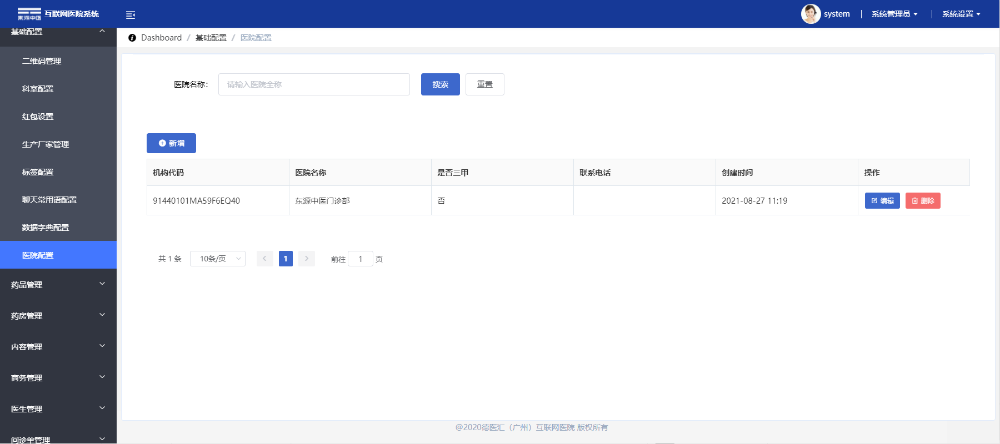 東源中医 互联网医院系统
system
系统管理员
系统设置
基础配置
二维码管理
科室配置
红包设置
生产厂家管理
标签配置
聊天常用语配置
数据字典配置
医院配置
药品管理
药房管理
内容管理
商务管理
医生管理
问诊单管理
Dashboard / 基础配置 / 医院配置
医院名称： 请输入医院全称 搜索 重置
新增
机构代码 医院名称 是否三甲 联系电话 创建时间 操作
91440101MA59F6EQ40 东源中医门诊部 否 2021-08-27 11:19 编辑 删除
共 1 条 10条/页 1 前往 1 页
@2020德医汇（广州）互联网医院 版权所有